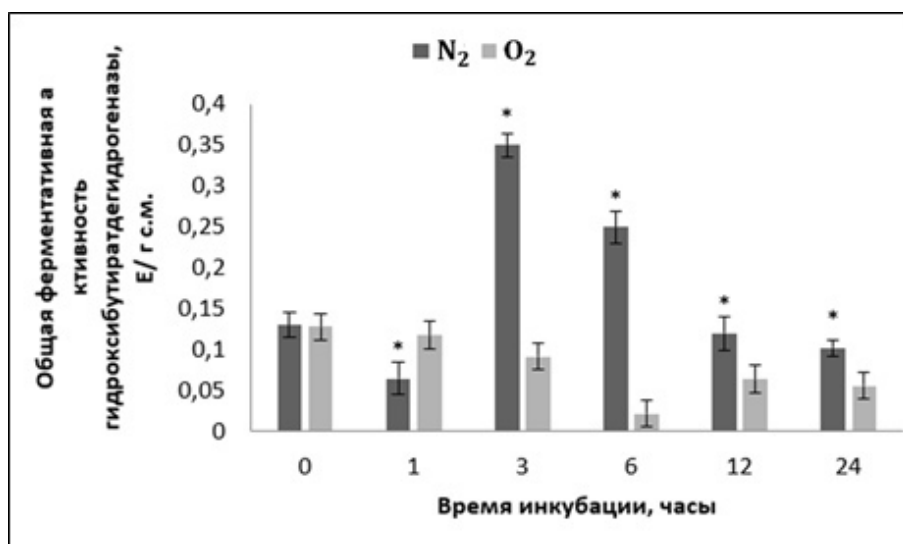 N₂ O₂
Общая ферментативная а
ктивность
гидроксибутиратдегидрогеназы,
Е/ г с.м.
0,4
0,35
0,3
0,25
0,2
0,15
0,1
0,05
0
* * * * *
0 1 3 6 12 24
Время инкубации, часы